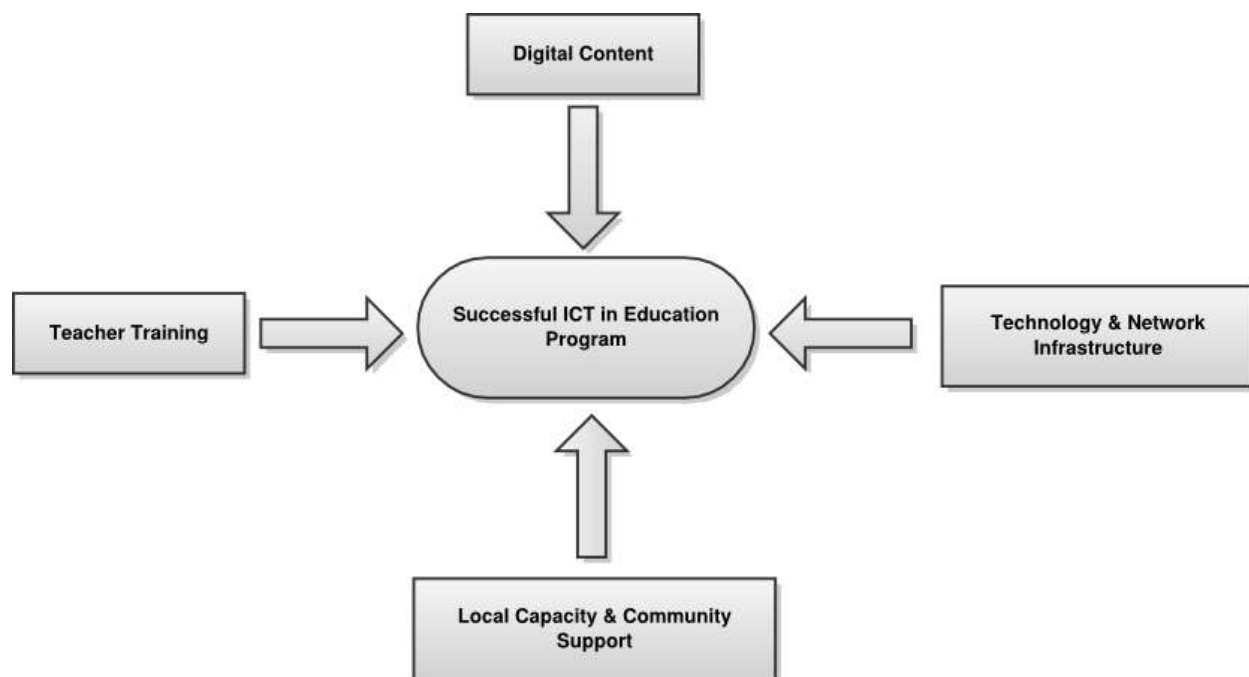 Digital Content
Teacher Training
Successful ICT in Education
Program
Technology & Network
Infrastructure
Local Capacity & Community
Support